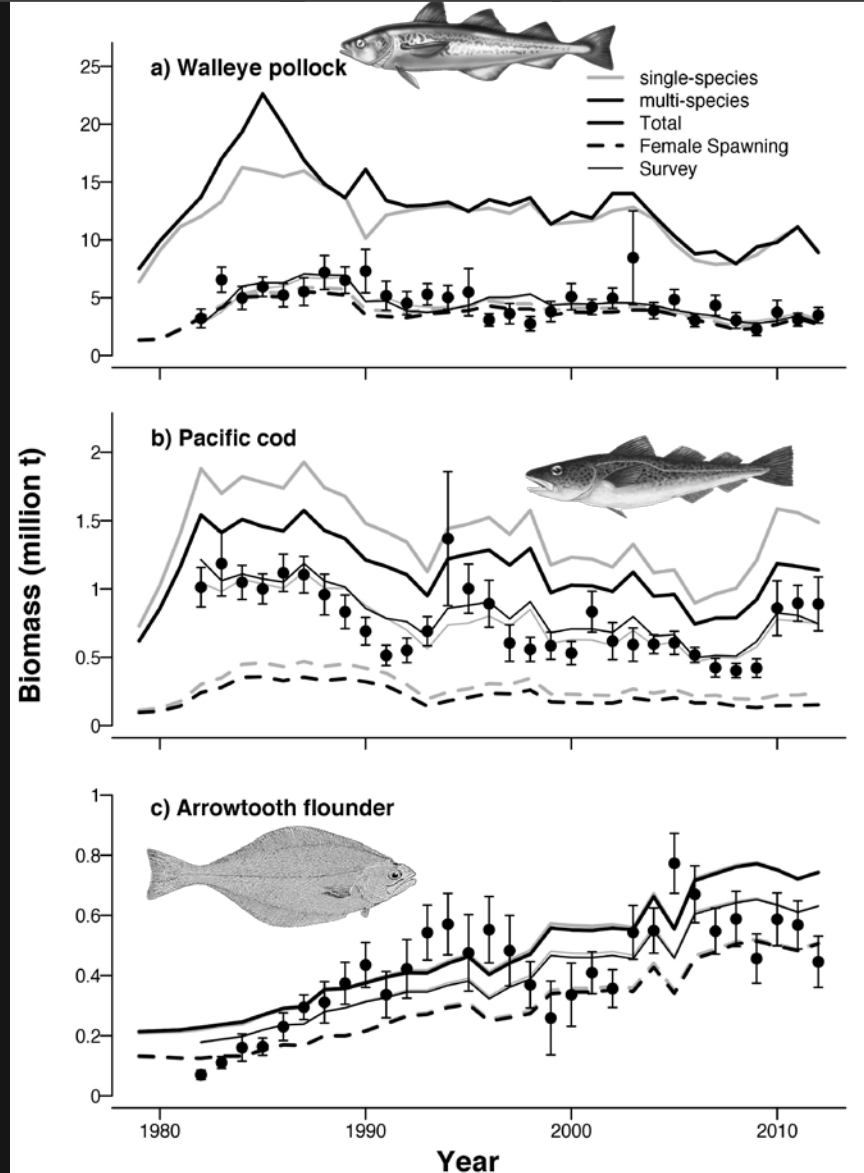 a) Walleye pollock
single-species
multi-species
Total
Female Spawning
Survey
25
20
15
10
5
0
b) Pacific cod
2
1.5
1
0.5
0
Biomass (million t)
c) Arrowtooth flounder
1
0.8
0.6
0.4
0.2
0
1980 1990 2000 2010
Year